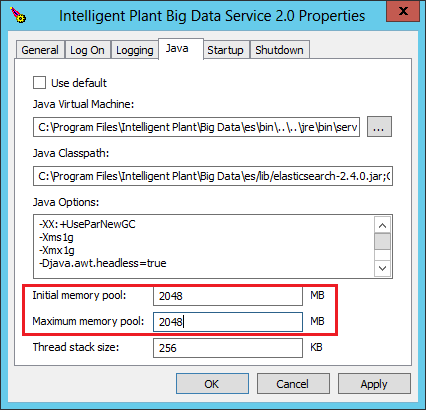 Intelligent Plant Big Data Service 2.0 Properties
General Log On Logging Java Startup Shutdown
Use default
Java Virtual Machine:
C:\Program Files\Intelligent Plant\Big Data\es\bin\..\..\jre\bin\serv
...
Java Classpath:
C:\Program Files\Intelligent Plant\Big Data\es/lib/elasticsearch-2.4.0.jar;C
Java Options:
-XX:+UseParNewGC
-Xms1g
-Xmx1g
-Djava.awt.headless=true
Initial memory pool: 2048 MB
Maximum memory pool: 2048 MB
Thread stack size: 256 KB
OK Cancel Apply